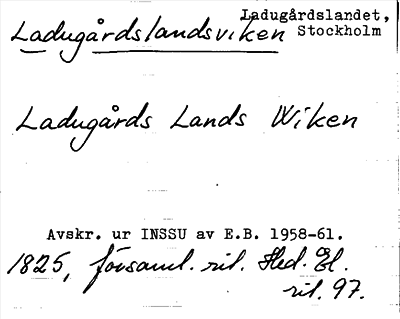 Ladugårdslandet,
Ladugårdslandsviken Stockholm
Ladugårds Lands Wiken
Avskr. ur INSSU av E.B. 1958-61.
1825, församl. rit. Hed. El.
rit. 97.